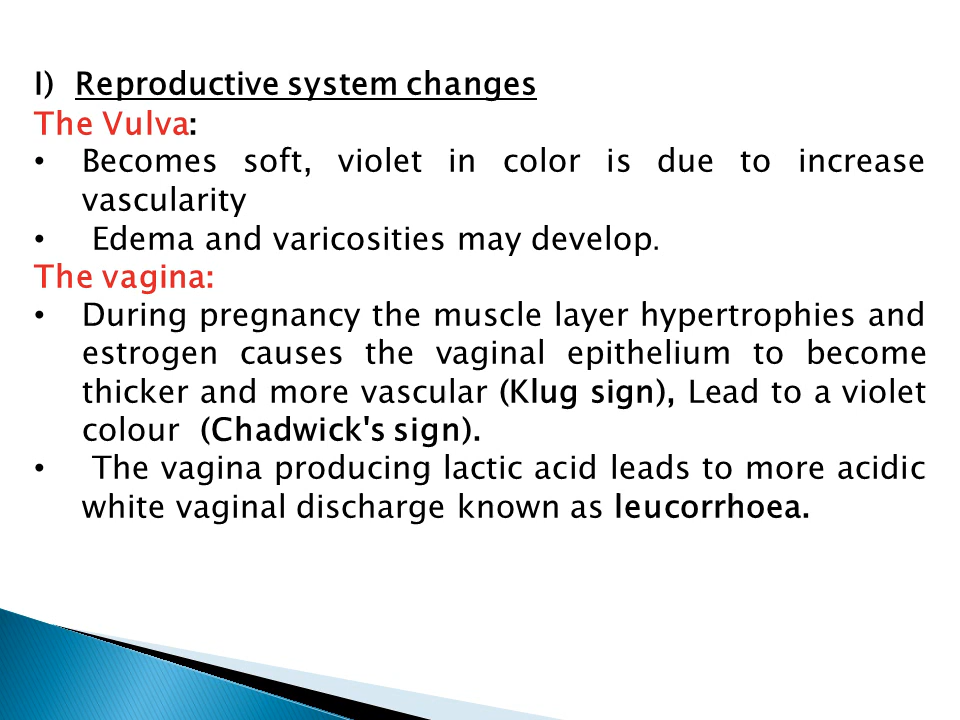 I) Reproductive system changes
The Vulva:
• Becomes soft, violet in color is due to increase
vascularity
• Edema and varicosities may develop.
The vagina:
• During pregnancy the muscle layer hypertrophies and
estrogen causes the vaginal epithelium to become
thicker and more vascular (Klug sign), Lead to a violet
colour (Chadwick's sign).
• The vagina producing lactic acid leads to more acidic
white vaginal discharge known as leucorrhoea.